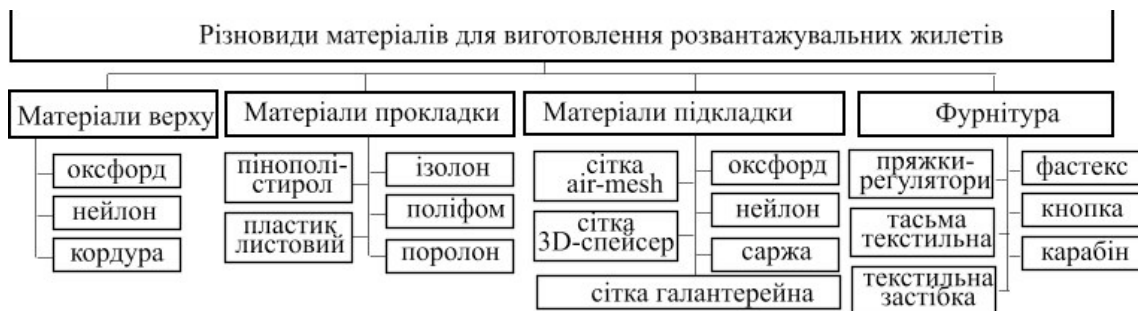 Різновиди матеріалів для виготовлення розвантажувальних жилетів
Матеріали верху
оксфорд
нейлон
кордура
Матеріали прокладки
пінополі-
стирол
пластик
листовий
ізолон
поліфом
поролон
Матеріали підкладки
сітка
air-mesh
сітка
3D-спейсер
оксфорд
нейлон
саржа
сітка галантерейна
Фурнітура
пряжки-
регулятори
тасьма
текстильна
текстильна
застібка
фастекс
кнопка
карабін